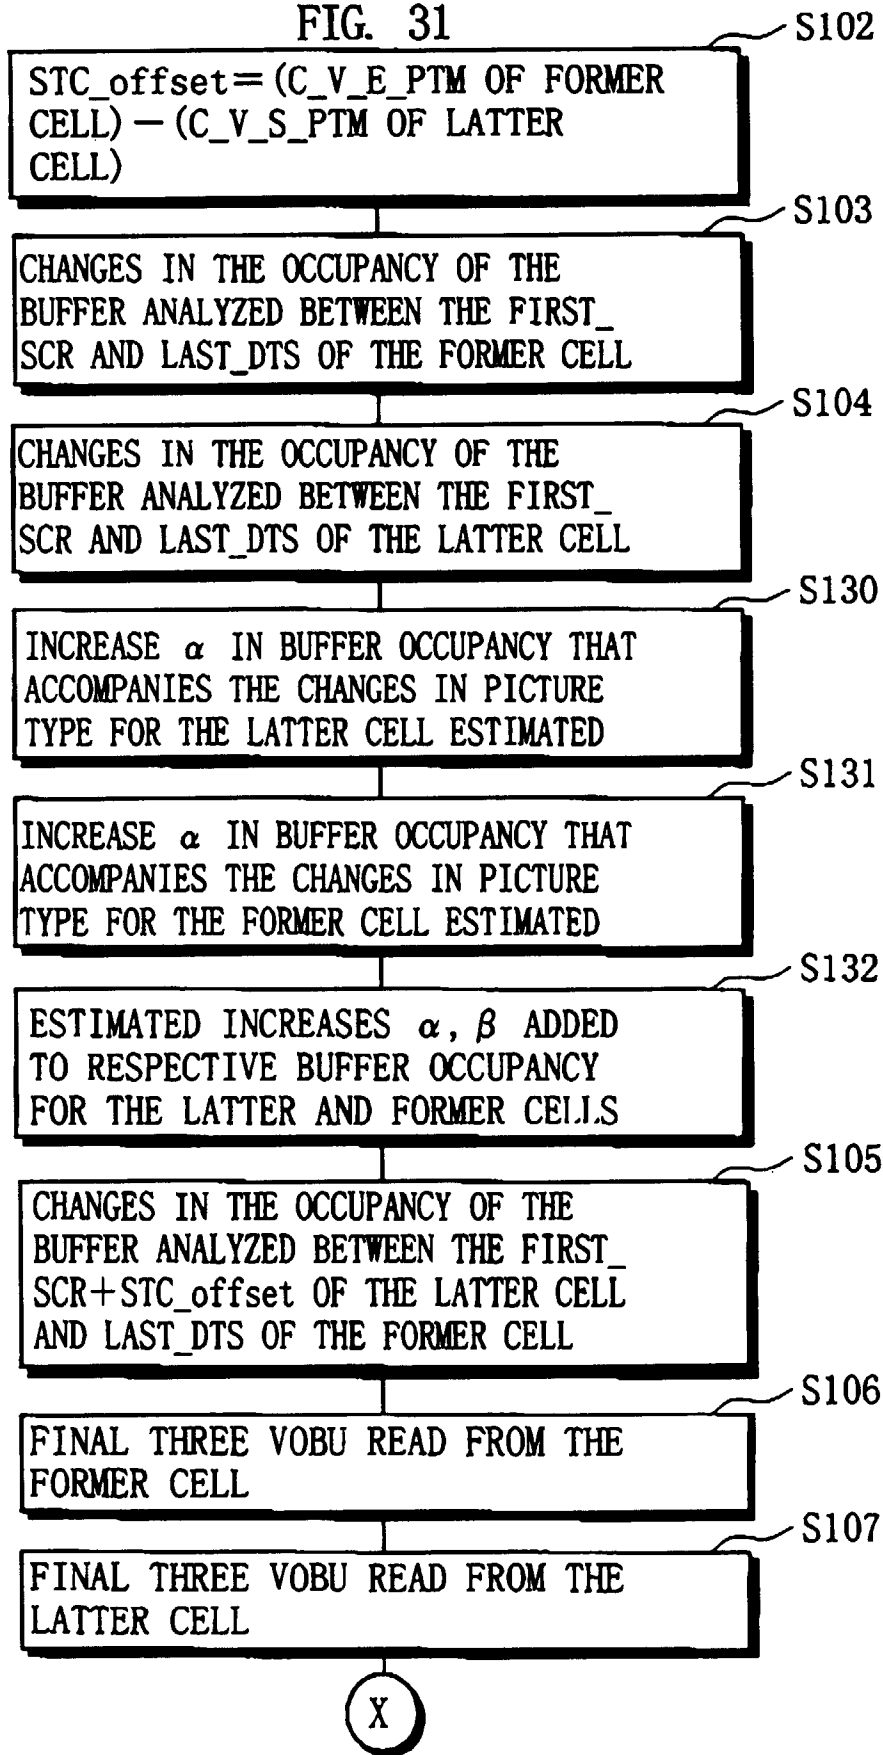 FIG. 31
S102
STC_offset=(C_V_E_PTM OF FORMER
CELL)-(C_V_S_PTM OF LATTER
CELL)
S103
CHANGES IN THE OCCUPANCY OF THE
BUFFER ANALYZED BETWEEN THE FIRST_
SCR AND LAST_DTS OF THE FORMER CELL
S104
CHANGES IN THE OCCUPANCY OF THE
BUFFER ANALYZED BETWEEN THE FIRST_
SCR AND LAST_DTS OF THE LATTER CELL
S130
INCREASE α IN BUFFER OCCUPANCY THAT
ACCOMPANIES THE CHANGES IN PICTURE
TYPE FOR THE LATTER CELL ESTIMATED
S131
INCREASE α IN BUFFER OCCUPANCY THAT
ACCOMPANIES THE CHANGES IN PICTURE
TYPE FOR THE FORMER CELL ESTIMATED
S132
ESTIMATED INCREASES α, β ADDED
TO RESPECTIVE BUFFER OCCUPANCY
FOR THE LATTER AND FORMER CELLS
S105
CHANGES IN THE OCCUPANCY OF THE
BUFFER ANALYZED BETWEEN THE FIRST_
SCR+STC_offset OF THE LATTER CELL
AND LAST_DTS OF THE FORMER CELL
S106
FINAL THREE VOBU READ FROM THE
FORMER CELL
S107
FINAL THREE VOBU READ FROM THE
LATTER CELL
X